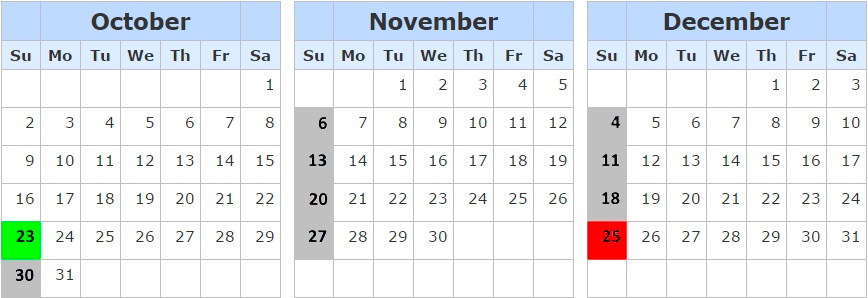 October November December
Su Mo Tu We Th Fr Sa Su Mo Tu We Th Fr Sa Su Mo Tu We Th Fr Sa
1 1 2 3 4 5 1 2 3
2 3 4 5 6 7 8 6 7 8 9 10 11 12 4 5 6 7 8 9 10
9 10 11 12 13 14 15 13 14 15 16 17 18 19 11 12 13 14 15 16 17
16 17 18 19 20 21 22 20 21 22 23 24 25 26 18 19 20 21 22 23 24
23 24 25 26 27 28 29 27 28 29 30 25 26 27 28 29 30 31
30 31